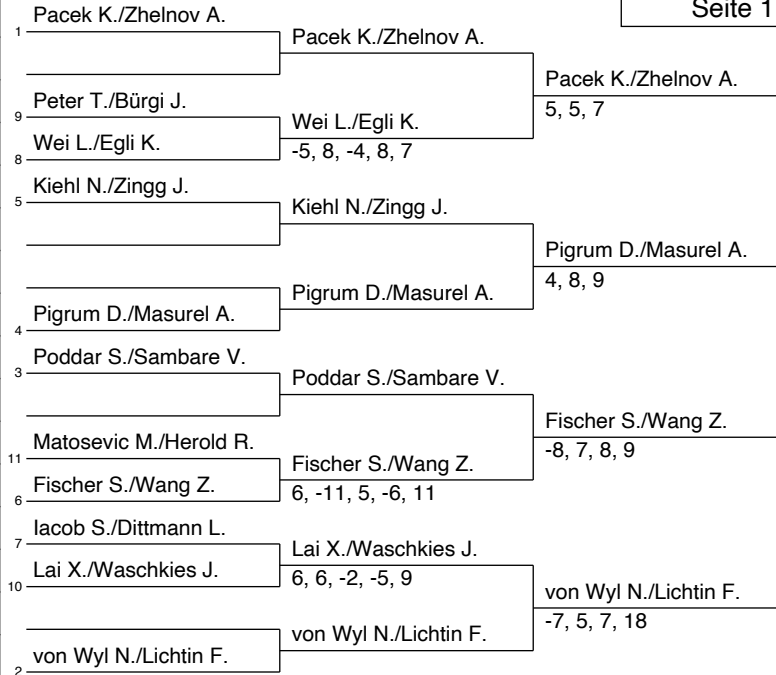 Seite 1
Pacek K./Zhelnov A.
1
Peter T./Bürgi J.
9
Wei L./Egli K.
8
Kiehl N./Zingg J.
5
Pigrum D./Masurel A.
4
Poddar S./Sambare V.
3
Matosevic M./Herold R.
11
Fischer S./Wang Z.
6
Iacob S./Dittmann L.
7
Lai X./Waschkies J.
10
von Wyl N./Lichtin F.
2
Pacek K./Zhelnov A.
Wei L./Egli K.
-5, 8, -4, 8, 7
Kiehl N./Zingg J.
Pigrum D./Masurel A.
Poddar S./Sambare V.
Fischer S./Wang Z.
6, -11, 5, -6, 11
Lai X./Waschkies J.
6, 6, -2, -5, 9
von Wyl N./Lichtin F.
Pacek K./Zhelnov A.
5, 5, 7
Pigrum D./Masurel A.
4, 8, 9
Fischer S./Wang Z.
-8, 7, 8, 9
von Wyl N./Lichtin F.
-7, 5, 7, 18